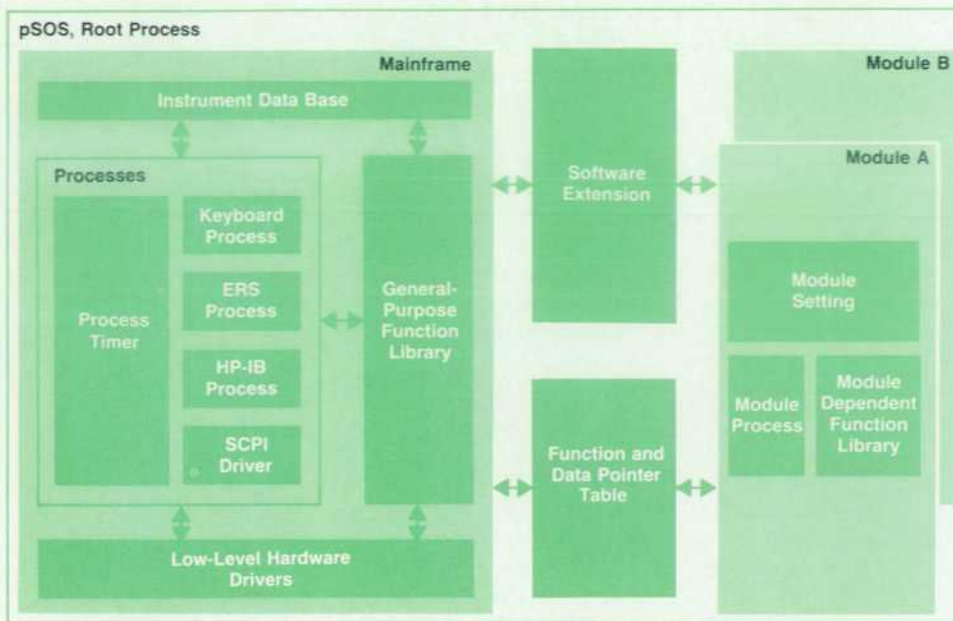 pSOS, Root Process
Mainframe
Instrument Data Base
Processes
Process
Timer
Keyboard
Process
ERS
Process
HP-IB
Process
SCPI
Driver
General-
Purpose
Function
Library
Low-Level Hardware
Drivers
Software
Extension
Function and
Data Pointer
Table
Module B
Module A
Module
Setting
Module
Process
Module
Dependent
Function
Library